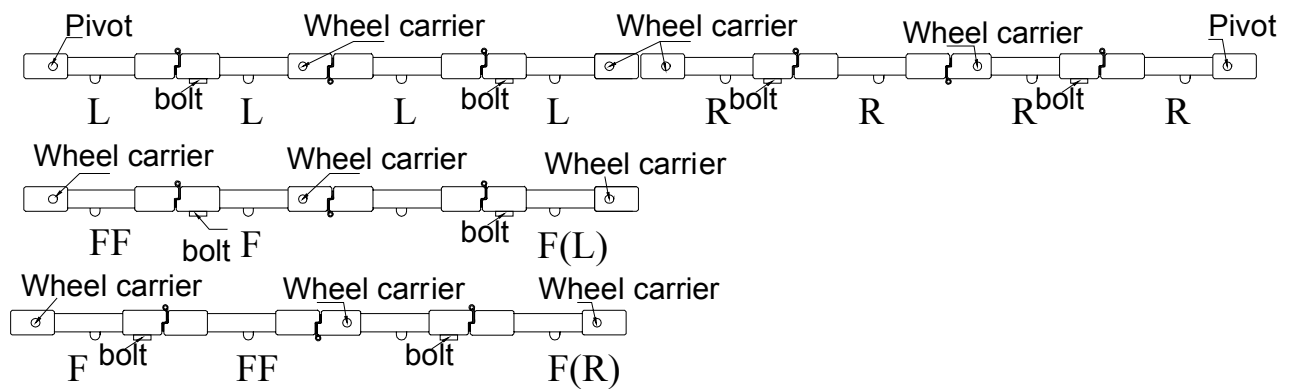 Pivot Wheel carrier Wheel carrier Wheel carrier Pivot
bolt bolt bolt bolt
L L L L R R R R
Wheel carrier Wheel carrier Wheel carrier
bolt bolt
FF F F(L)
Wheel carrier Wheel carrier Wheel carrier
bolt bolt
F FF F(R)